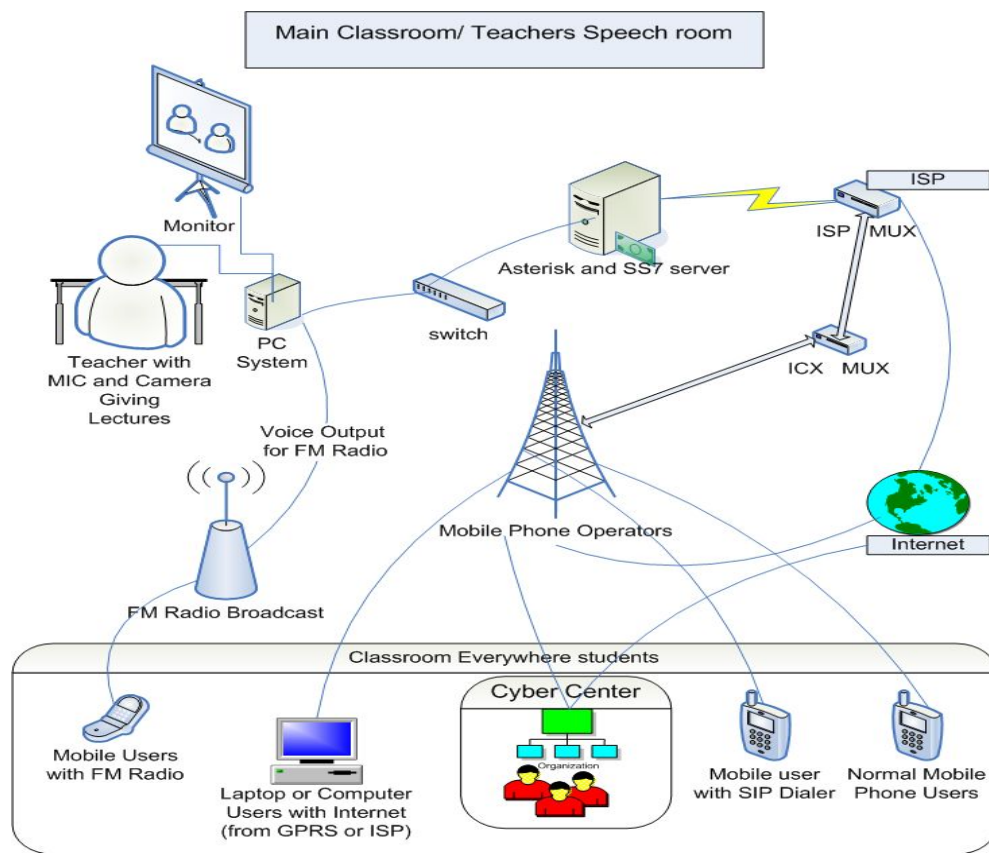 Main Classroom/ Teachers Speech room
Monitor
ISP
ISP MUX
Asterisk and SS7 server
switch
PC
System
ICX MUX
Teacher with
MIC and Camera
Giving
Lectures
Voice Output
for FM Radio
Mobile Phone Operators
Internet
FM Radio Broadcast
Classroom Everywhere students
Cyber Center
Organization
Mobile Users
with FM Radio
Laptop or Computer
Users with Internet
(from GPRS or ISP)
Mobile user
with SIP Dialer
Normal Mobile
Phone Users